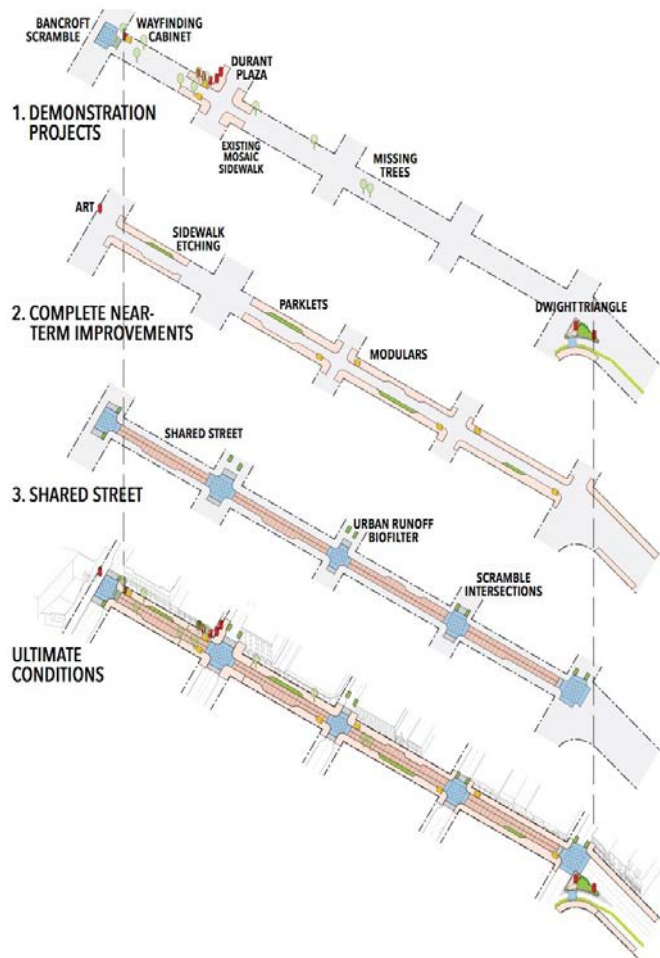 BANCROFT
SCRAMBLE
WAYFINDING
CABINET
DURANT
PLAZA
1. DEMONSTRATION
PROJECTS
EXISTING
MOSAIC
SIDEWALK
MISSING
TREES
ART
SIDEWALK
ETCHING
2. COMPLETE NEAR-
TERM IMPROVEMENTS
PARKLETS
MODULARS
DWIGHT TRIANGLE
SHARED STREET
3. SHARED STREET
URBAN RUNOFF
BIOFILTER
SCRAMBLE
INTERSECTIONS
ULTIMATE
CONDITIONS